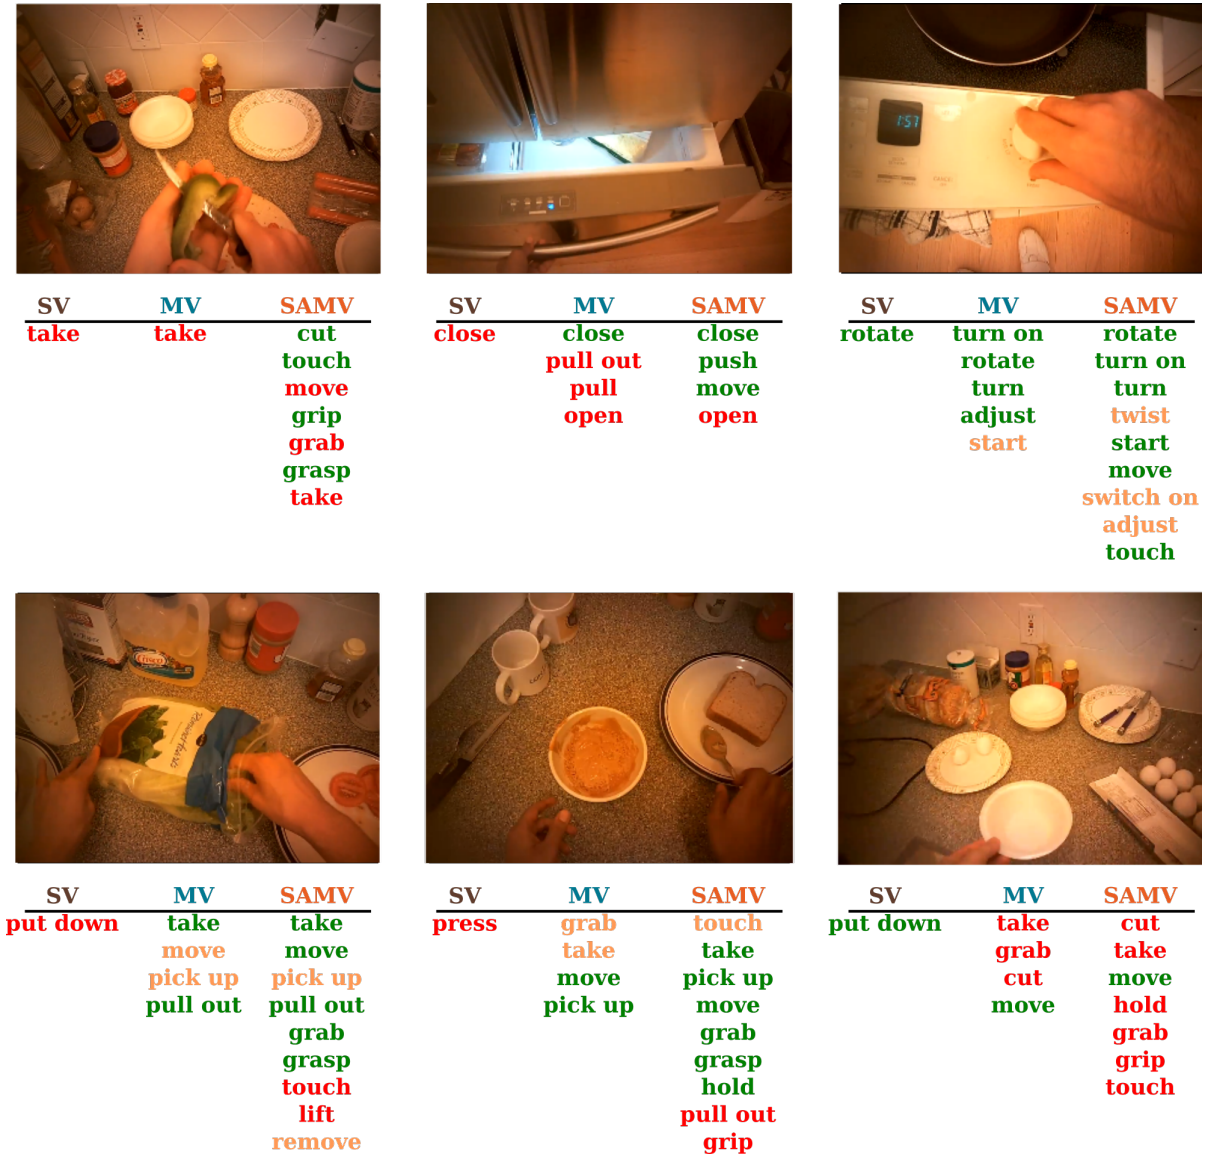 1:57
SV MV SAMV
take take cut
touch
move
grip
grab
grasp
take
SV MV SAMV
close close close
pull out push
pull move
open open
SV MV SAMV
rotate turn on rotate
rotate turn on
turn turn
adjust twist
start start
move
switch on
adjust
touch
CRISCO
SV MV SAMV
put down take take
move move
pick up pick up
pull out pull out
grab
grasp
touch
lift
remove
SV MV SAMV
press grab touch
take take
move pick up
pick up move
grab
grasp
hold
pull out
grip
SV MV SAMV
put down take cut
grab take
cut move
move hold
grab
grip
touch